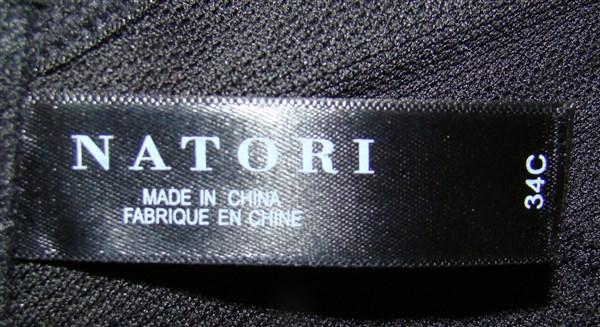 NATORI
MADE IN CHINA
FABRIQUE EN CHINE
34C